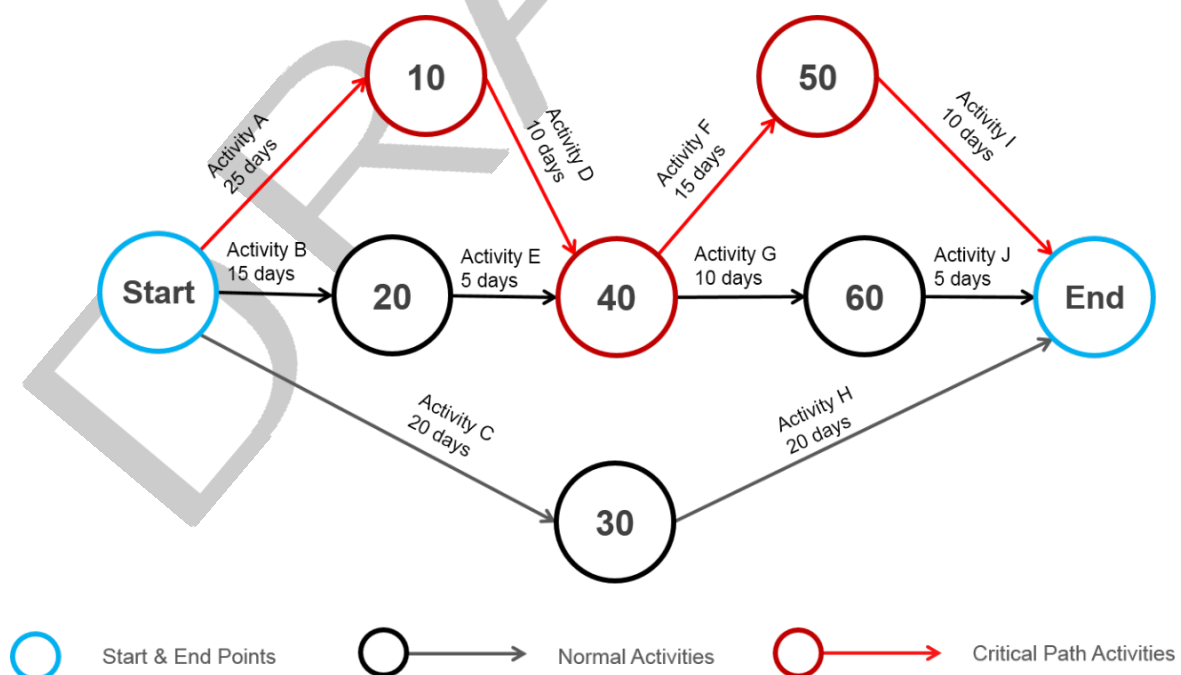 10
50
Activity A
25 days
Activity D
10 days
Activity F
15 days
Activity I
10 days
Start
Activity B
15 days
20
Activity E
5 days
40
Activity G
10 days
60
Activity J
5 days
End
Activity C
20 days
Activity H
20 days
30
Start & End Points
Normal Activities
Critical Path Activities